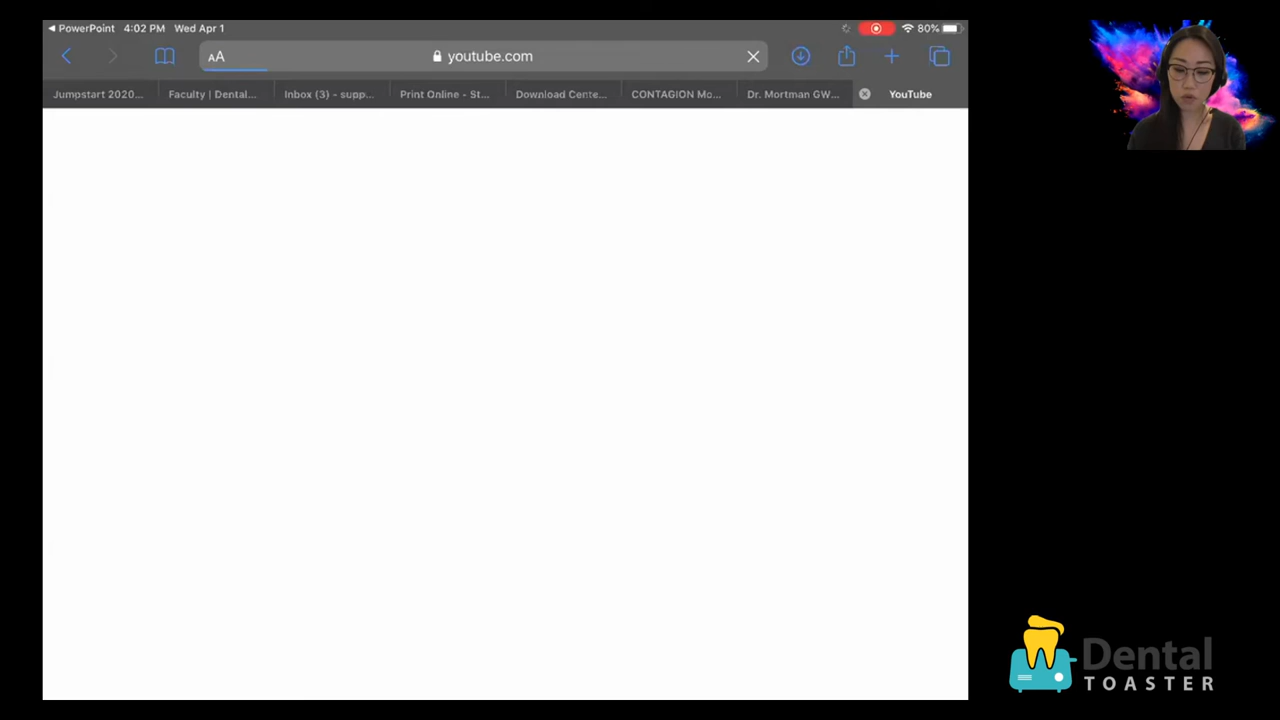 PowerPoint 4:02 PM Wed Apr 1 80%
AA youtube.com
Jumpstart 2020... Faculty | Dental... Inbox (3) - supp... Print Online - St... Download Cente... CONTAGION Mo... Dr. Mortman GW... YouTube
Dental
TOASTER